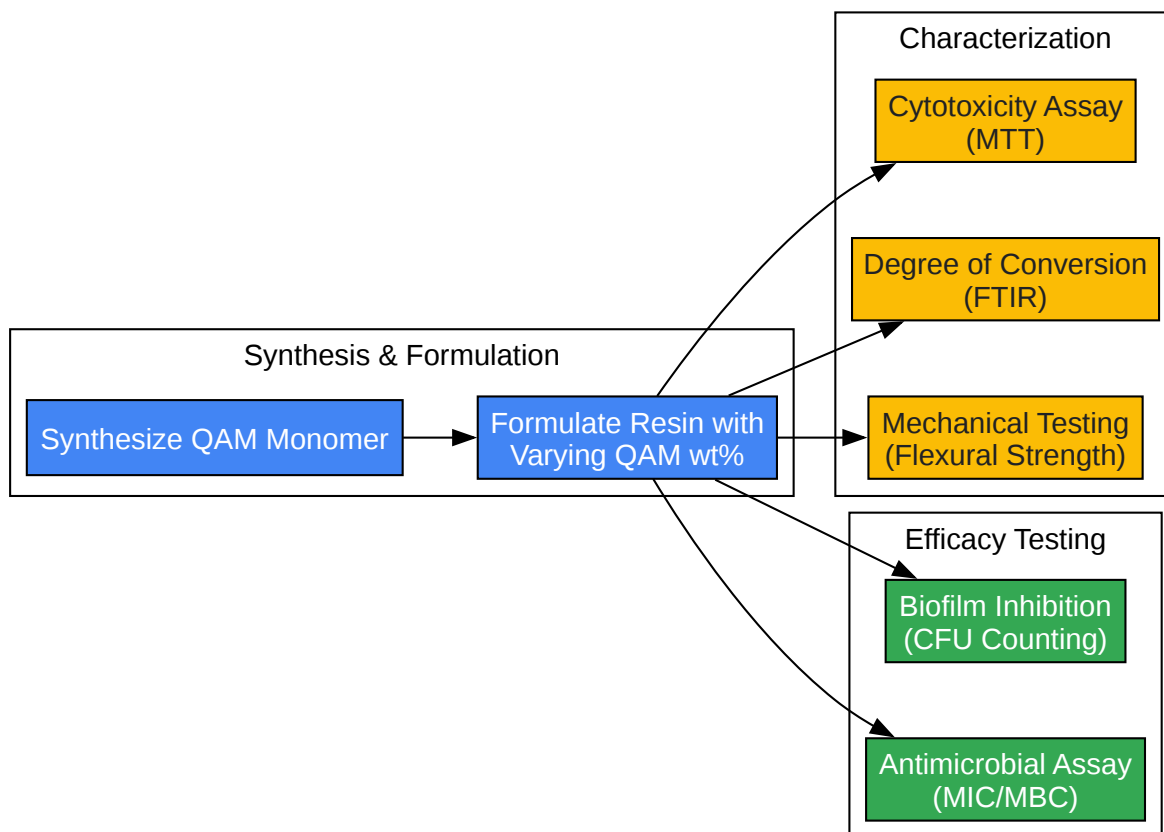 Synthesis & Formulation
Synthesize QAM Monomer
Formulate Resin with
Varying QAM wt%
Characterization
Cytotoxicity Assay
(MTT)
Degree of Conversion
(FTIR)
Mechanical Testing
(Flexural Strength)
Efficacy Testing
Biofilm Inhibition
(CFU Counting)
Antimicrobial Assay
(MIC/MBC)